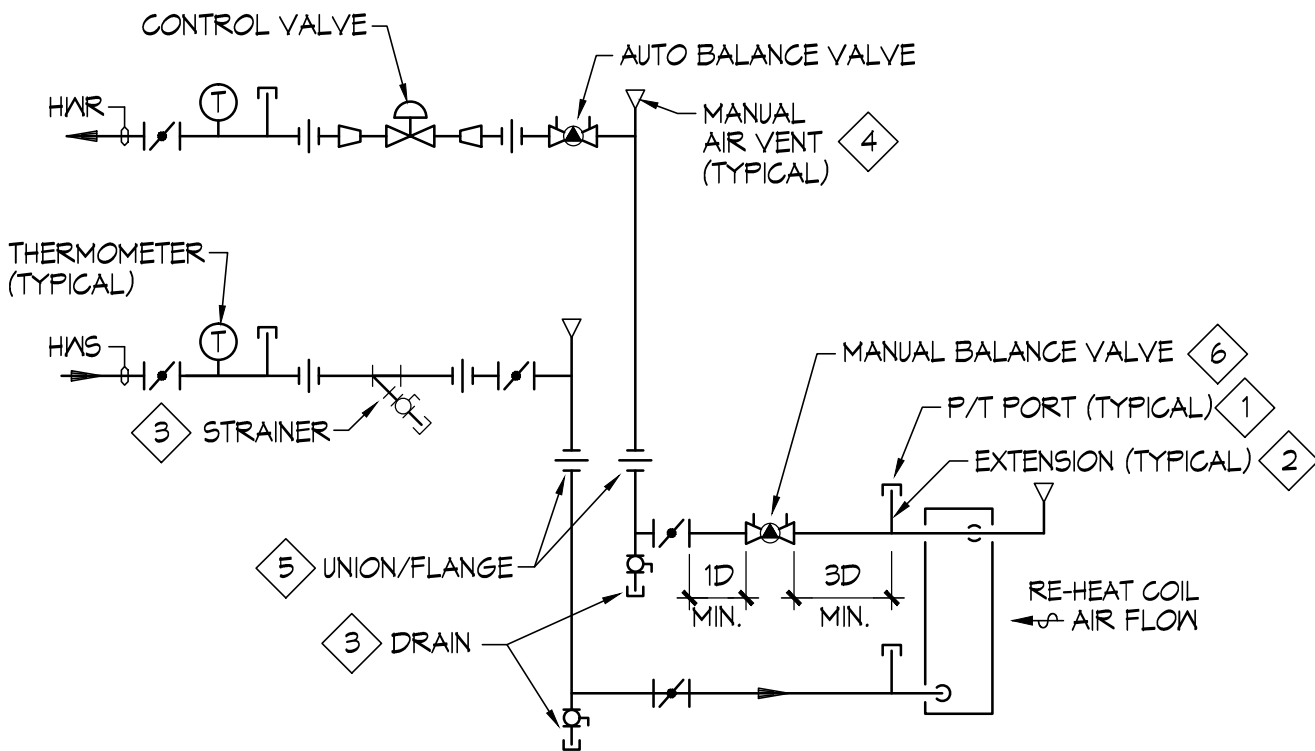 CONTROL VALVE
AUTO BALANCE VALVE
HWR
T
MANUAL
AIR VENT
(TYPICAL)
4
THERMOMETER
(TYPICAL)
T
HWS
3 STRAINER
MANUAL BALANCE VALVE 6
P/T PORT (TYPICAL) 1
EXTENSION (TYPICAL) 2
5 UNION/FLANGE
1D
MIN.
3D
MIN.
RE-HEAT COIL
AIR FLOW
3 DRAIN